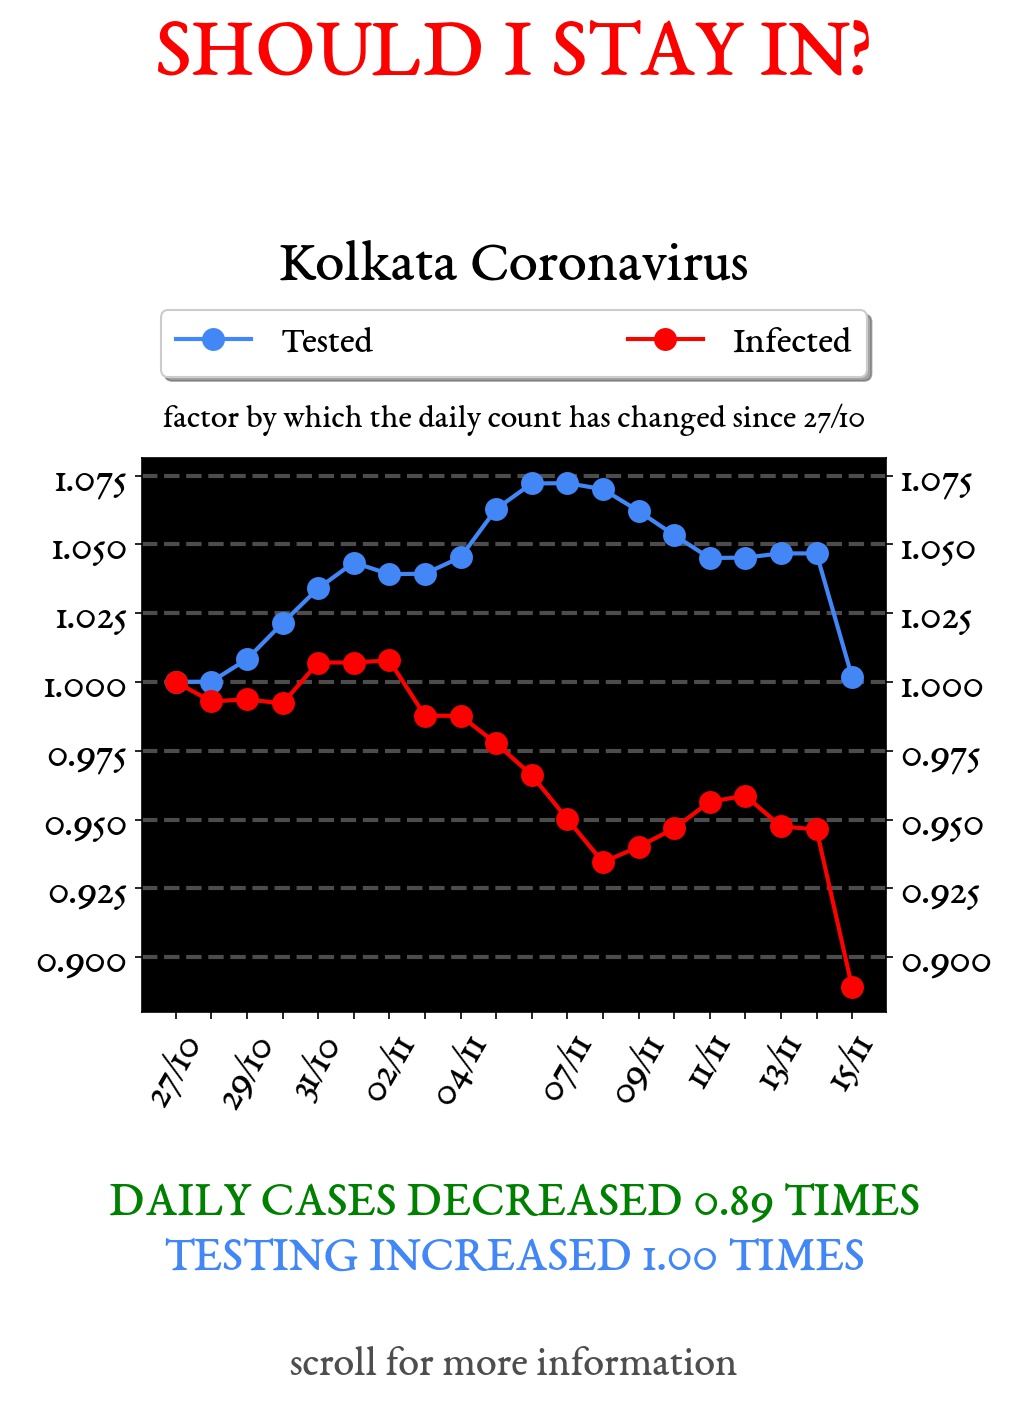 SHOULD I STAY IN?
Kolkata Coronavirus
Tested Infected
factor by which the daily count has changed since 27/10
1.075 1.075
1.050 1.050
1.025 1.025
1.000 1.000
0.975 0.975
0.950 0.950
0.925 0.925
0.900 0.900
27/10 29/10 31/10 02/11 04/11 07/11 09/11 11/11 13/11 15/11
DAILY CASES DECREASED 0.89 TIMES
TESTING INCREASED 1.00 TIMES
scroll for more information